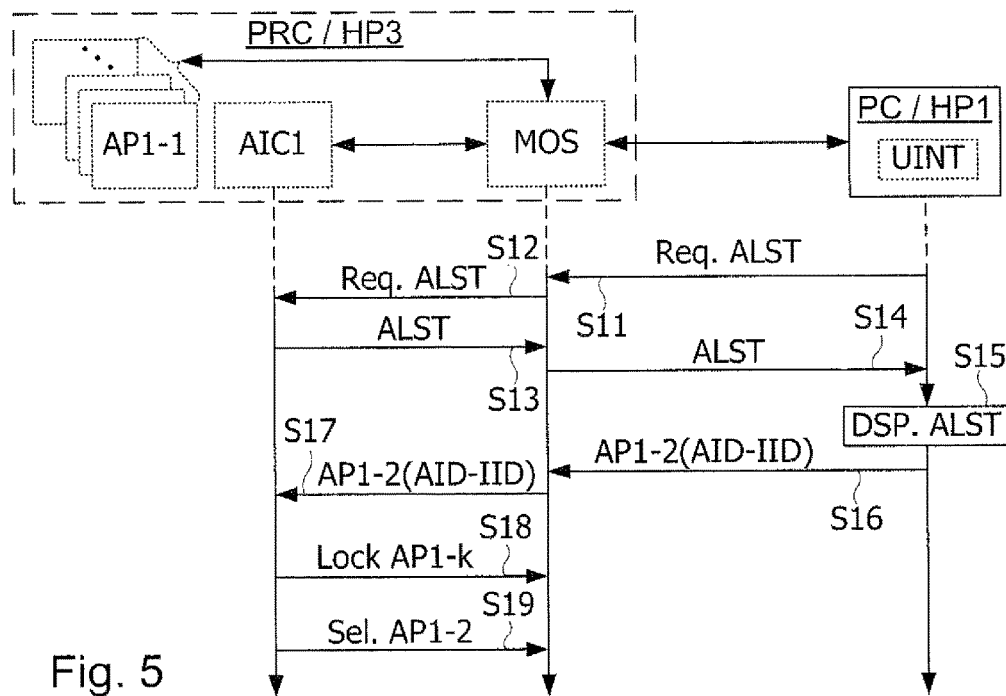 PRC / HP3
AP1-1
AIC1
MOS
PC / HP1
UINT
S12
Req. ALST
Req. ALST
S11
ALST
S14
S13
ALST
S15
DSP. ALST
S17
AP1-2(AID-IID)
AP1-2(AID-IID)
S16
S18
Lock AP1-k
S19
Sel. AP1-2
Fig. 5